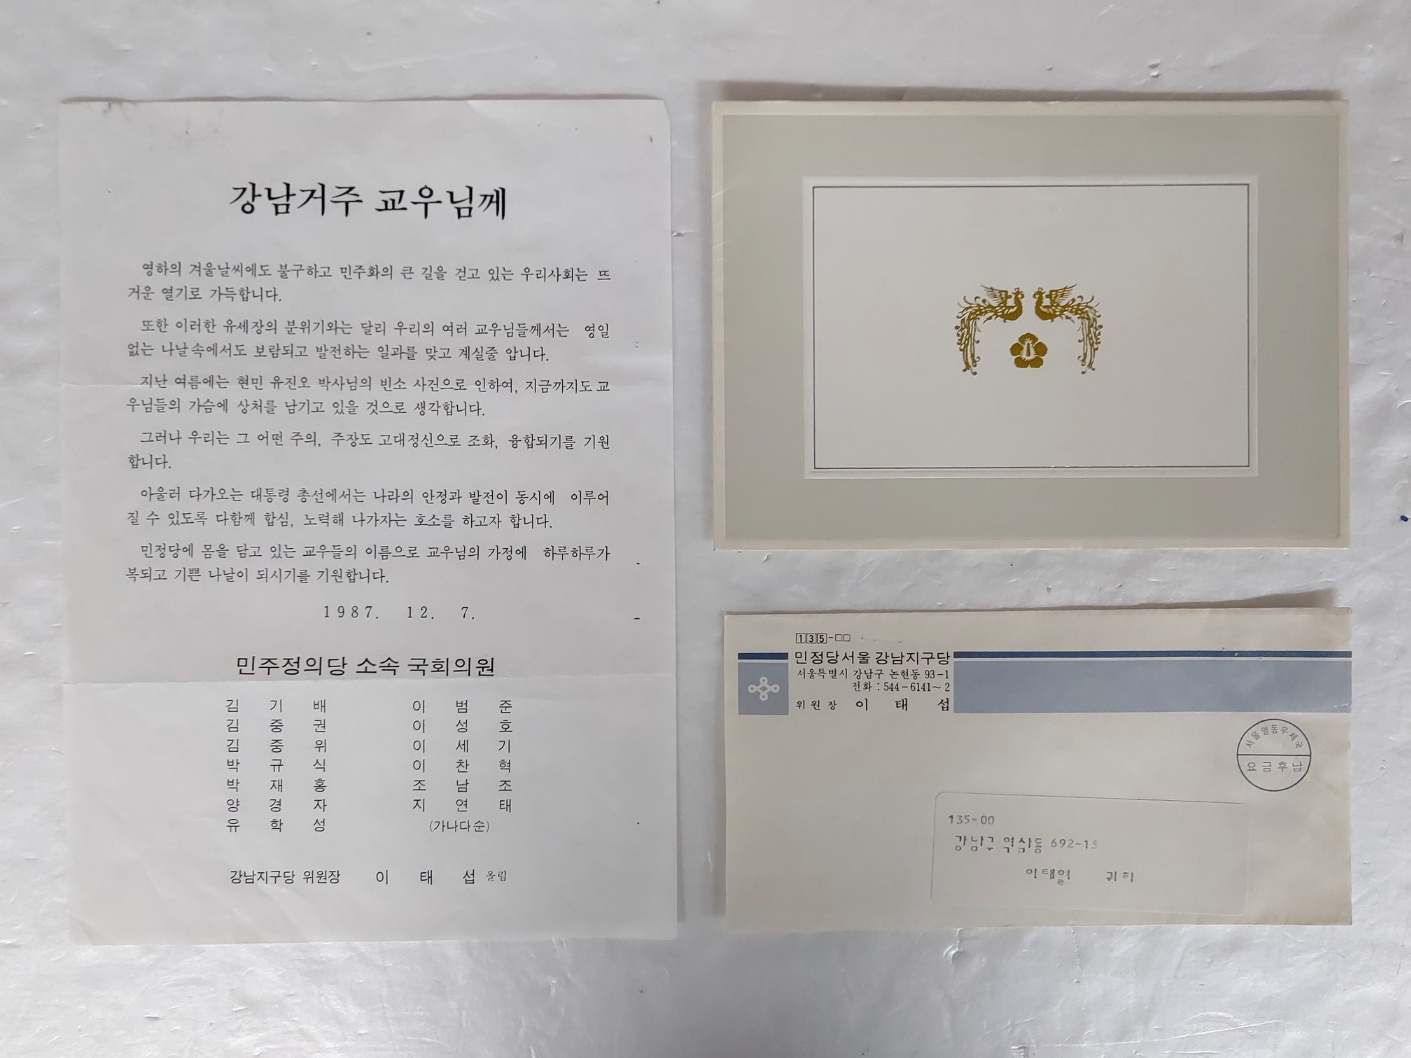 강남거주 교우님께
영하의 겨울날씨에도 불구하고 민주화의 큰 길을 걷고 있는 우리사회는 뜨
거운 열기로 가득합니다.
또한 이러한 유세장의 분위기와는 달리 우리의 여러 교우님들께서는 영일
없는 나날속에서도 보람되고 발전하는 일과를 맞고 계실줄 압니다.
지난 여름에는 현민 유진오 박사님의 빈소 사건으로 인하여, 지금까지도 교
우님들의 가슴에 상처를 남기고 있을 것으로 생각합니다.
그러나 우리는 그 어떤 주의, 주장도 고대정신으로 조화, 융합되기를 기원
합니다.
아울러 다가오는 대통령 총선에서는 나라의 안정과 발전이 동시에 이루어
질 수 있도록 다함께 합심, 노력해 나가자는 호소를 하고자 합니다.
민정당에 몸을 담고 있는 교우들의 이름으로 교우님의 가정에 하루하루가
복되고 기쁜 나날이 되시기를 기원합니다.
1987. 12. 7.
민주정의당 소속 국회의원
김 기 배 이 범 준
김 중 권 이 성 호
김 중 위 이 세 기
박 규 식 이 찬 혁
박 재 홍 조 남 조
양 경 자 지 연 태
유 학 성 (가나다순)
강남지구당 위원장 이 태 섭 올림
135-□□
민정당서울 강남지구당
서울특별시 강남구 논현동 93-1
전화 : 544-6141~2
위원장 이 태 섭
서울영동우체국
요금후납
135-00
강남구 역삼동 692-13
이태열 귀하